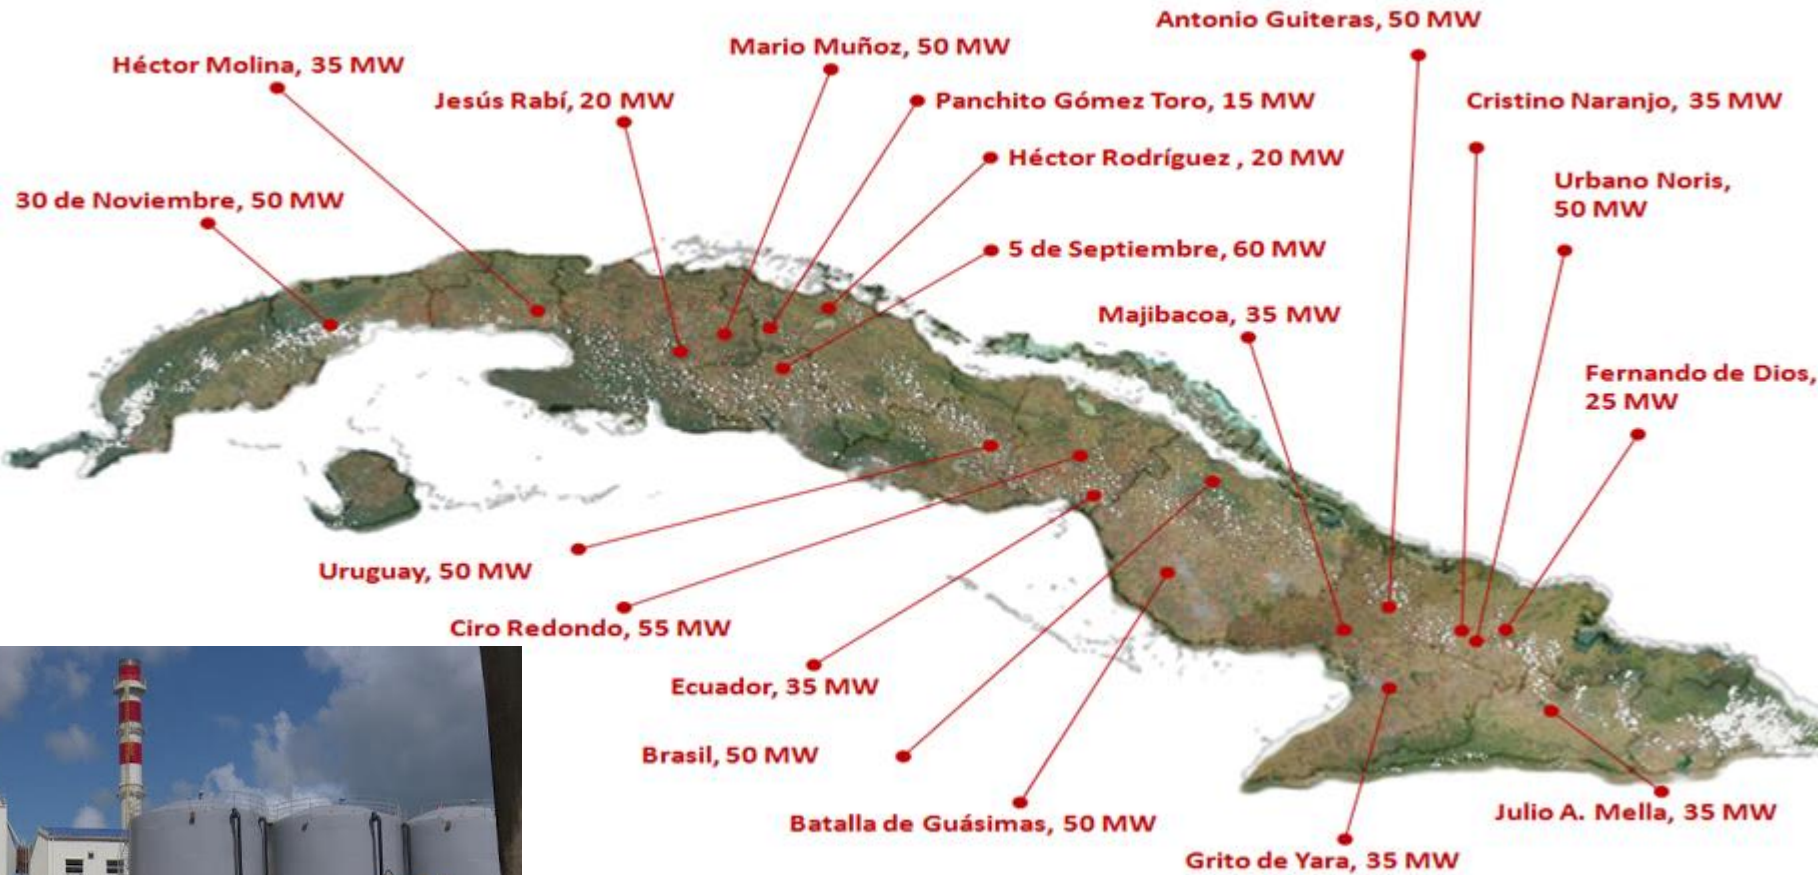 Antonio Guiteras, 50 MW
Mario Muñoz, 50 MW
Héctor Molina, 35 MW
Jesús Rabí, 20 MW
Panchito Gómez Toro, 15 MW
Cristino Naranjo, 35 MW
Héctor Rodríguez , 20 MW
Urbano Noris,
50 MW
30 de Noviembre, 50 MW
5 de Septiembre, 60 MW
Majibacoa, 35 MW
Fernando de Dios,
25 MW
Uruguay, 50 MW
Ciro Redondo, 55 MW
Ecuador, 35 MW
Brasil, 50 MW
Batalla de Guásimas, 50 MW
Julio A. Mella, 35 MW
Grito de Yara, 35 MW